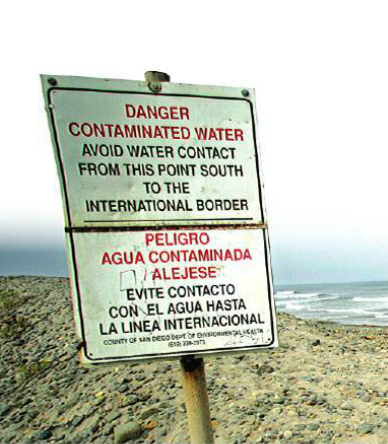 DANGER
CONTAMINATED WATER
AVOID WATER CONTACT
FROM THIS POINT SOUTH
TO THE
INTERNATIONAL BORDER
PELIGRO
AGUA CONTAMINADA
ALEJESE
EVITE CONTACTO
CON EL AGUA HASTA
LA LINEA INTERNACIONAL
COUNTY OF SAN DIEGO DEPT OF ENVIRONMENTAL HEALTH